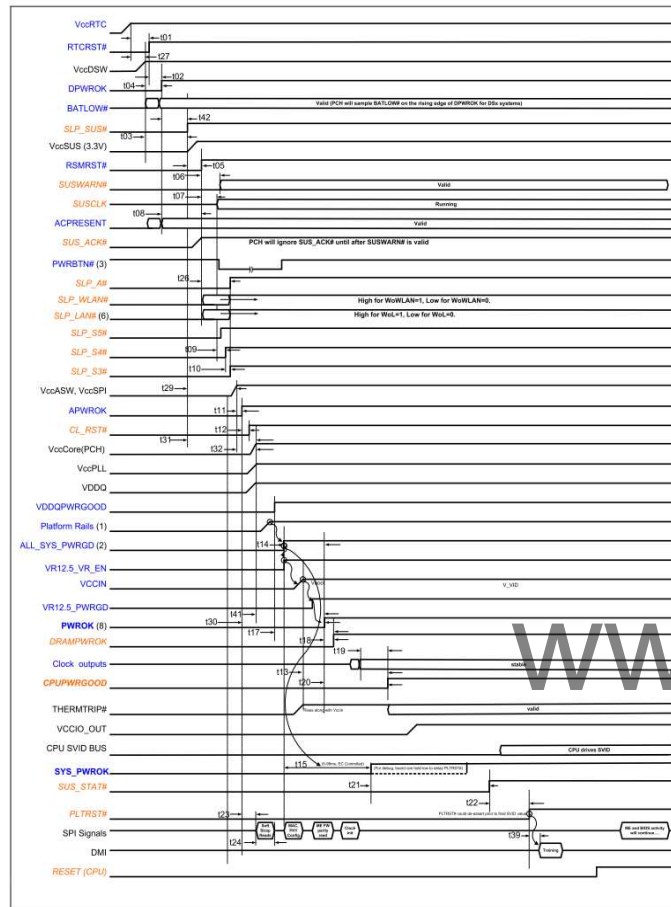 VccRTC
t01
RTCRST#
t27
VccDSW
t02
t04
DPWROK
Valid (PCH will sample BATLOW# on the rising edge of DPWROK for DSx systems)
BATLOW#
t42
SLP_SUS#
t03
VccSUS (3.3V)
RSMRST#
t05
t06
SUSWARN#
Valid
t07
SUSCLK
Running
t08
ACPRESENT
Valid
SUS_ACK#
PCH will ignore SUS_ACK# until after SUSWARN# is valid
PWRBTN# (3)
t26
SLP_A#
SLP_WLAN#
High for WoWLAN=1, Low for WoWLAN=0.
SLP_LAN# (6)
High for WoL=1, Low for WoL=0.
SLP_S5#
t09
SLP_S4#
t10
SLP_S3#
t29
VccASW, VccSPI
t11
APWROK
t12
CL_RST#
t31
t32
VccCore(PCH)
VccPLL
VDDQ
VDDQPWRGOOD
Platform Rails (1)
t14
ALL_SYS_PWRGD (2)
VR12.5_VR_EN
VCCIN
V_VID
VR12.5_PWRGD
t41
t30
PWROK (8)
t17
t18
DRAMPWROK
t19
Clock outputs
stable
WW
t13
t20
CPUPWRGOOD
THERMTRIP#
valid
VCCIO_OUT
CPU SVID BUS
CPU drives SVID
t15
SYS_PWROK
t21
SUS_STAT#
t22
PLTRST#
t23
SPI Signals
Soft Strap Reads
t24
t39
DMI
Training
RESET (CPU)